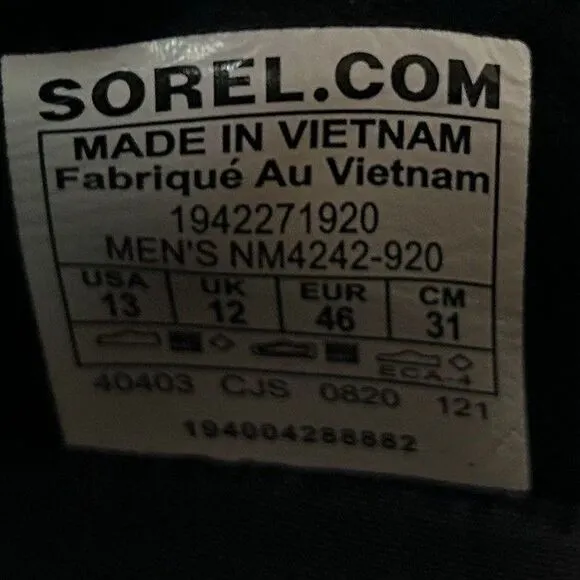 SOREL.COM
MADE IN VIETNAM
Fabriqué Au Vietnam
1942271920
MEN'S NM4242-920
USA UK EUR CM
13 12 46 31
ECA-4
40403 CJS 0820 121
194004288882